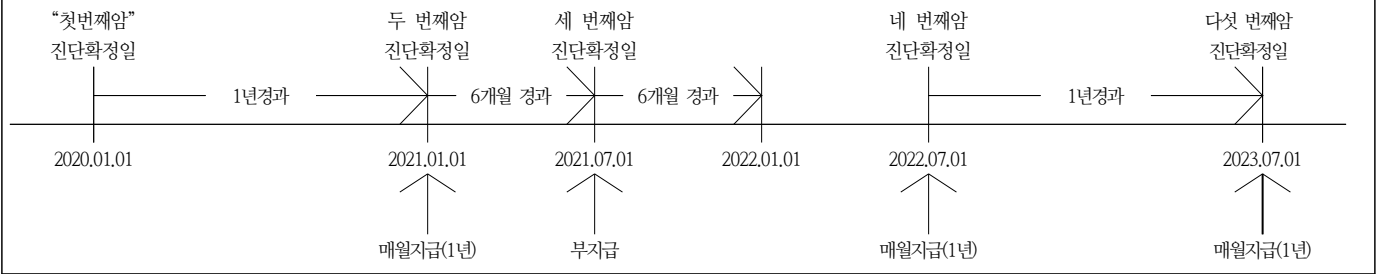 “첫번째암” 두 번째암 세 번째암 네 번째암 다섯 번째암
진단확정일 진단확정일 진단확정일 진단확정일 진단확정일
1년경과 6개월 경과 6개월 경과 1년경과
2020.01.01 2021.01.01 2021.07.01 2022.01.01 2022.07.01 2023.07.01
매월지급(1년) 부지급 매월지급(1년) 매월지급(1년)